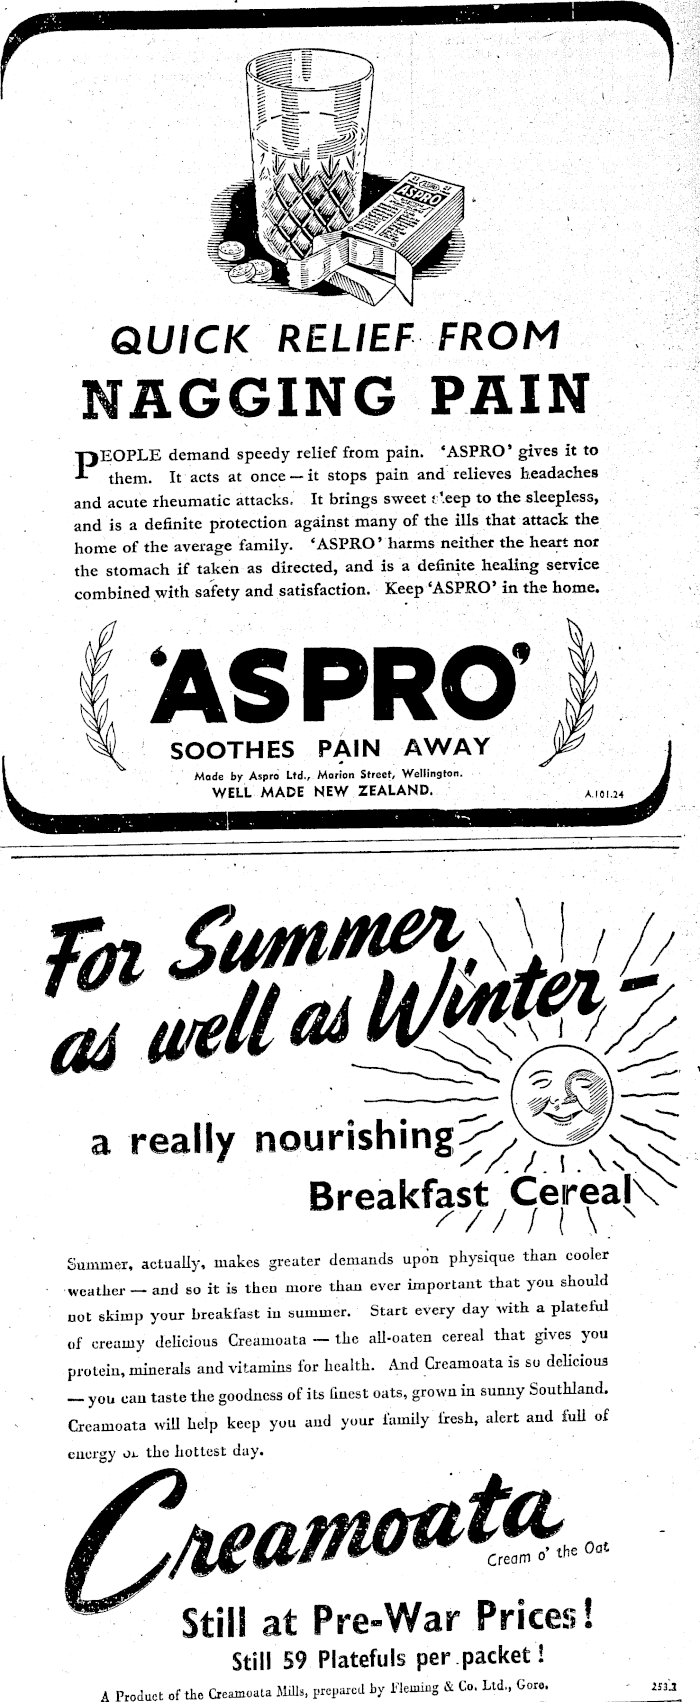 ASPRO
QUICK RELIEF FROM
NAGGING PAIN
PEOPLE demand speedy relief from pain. ‘ASPRO’ gives it to
them. It acts at once — it stops pain and relieves headaches
and acute rheumatic attacks. It brings sweet sleep to the sleepless,
and is a definite protection against many of the ills that attack the
home of the average family. ‘ASPRO’ harms neither the heart nor
the stomach if taken as directed, and is a definite healing service
combined with safety and satisfaction. Keep ‘ASPRO’ in the home.
‘ASPRO’
SOOTHES PAIN AWAY
Made by Aspro Ltd., Marion Street, Wellington.
WELL MADE NEW ZEALAND.
A.101.24
For Summer
as well as Winter —
a really nourishing
Breakfast Cereal
Summer, actually, makes greater demands upon physique than cooler
weather — and so it is then more than ever important that you should
not skimp your breakfast in summer. Start every day with a plateful
of creamy delicious Creamoata — the all-oaten cereal that gives you
protein, minerals and vitamins for health. And Creamoata is so delicious
— you can taste the goodness of its finest oats, grown in sunny Southland.
Creamoata will help keep you and your family fresh, alert and full of
energy on the hottest day.
Creamoata
Cream o' the Oat
Still at Pre-War Prices!
Still 59 Platefuls per packet!
A Product of the Creamoata Mills, prepared by Fleming & Co. Ltd., Gore.
253.1